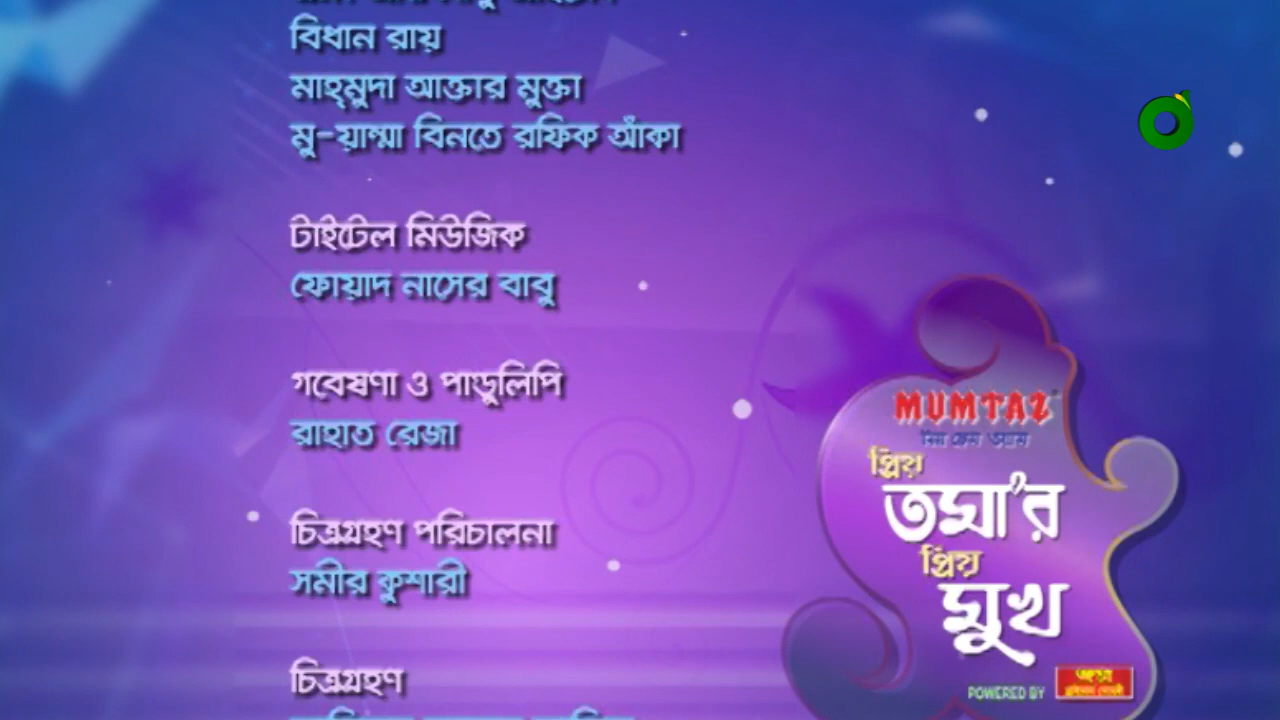 বিধান রায়
মাহ্মুদা আক্তার মুক্তা
মু-য়াম্মা বিনতে রফিক আঁকা
টাইটেল মিউজিক
ফোয়াদ নাসের বাবু
গবেষণা ও পাণ্ডুলিপি
রাহাত রেজা
চিত্রগ্রহণ পরিচালনা
সমীর কুশারী
চিত্রগ্রহণ
MUMTAZ
প্রিয়
তমা'র
প্রিয়
মুখ
POWERED BY